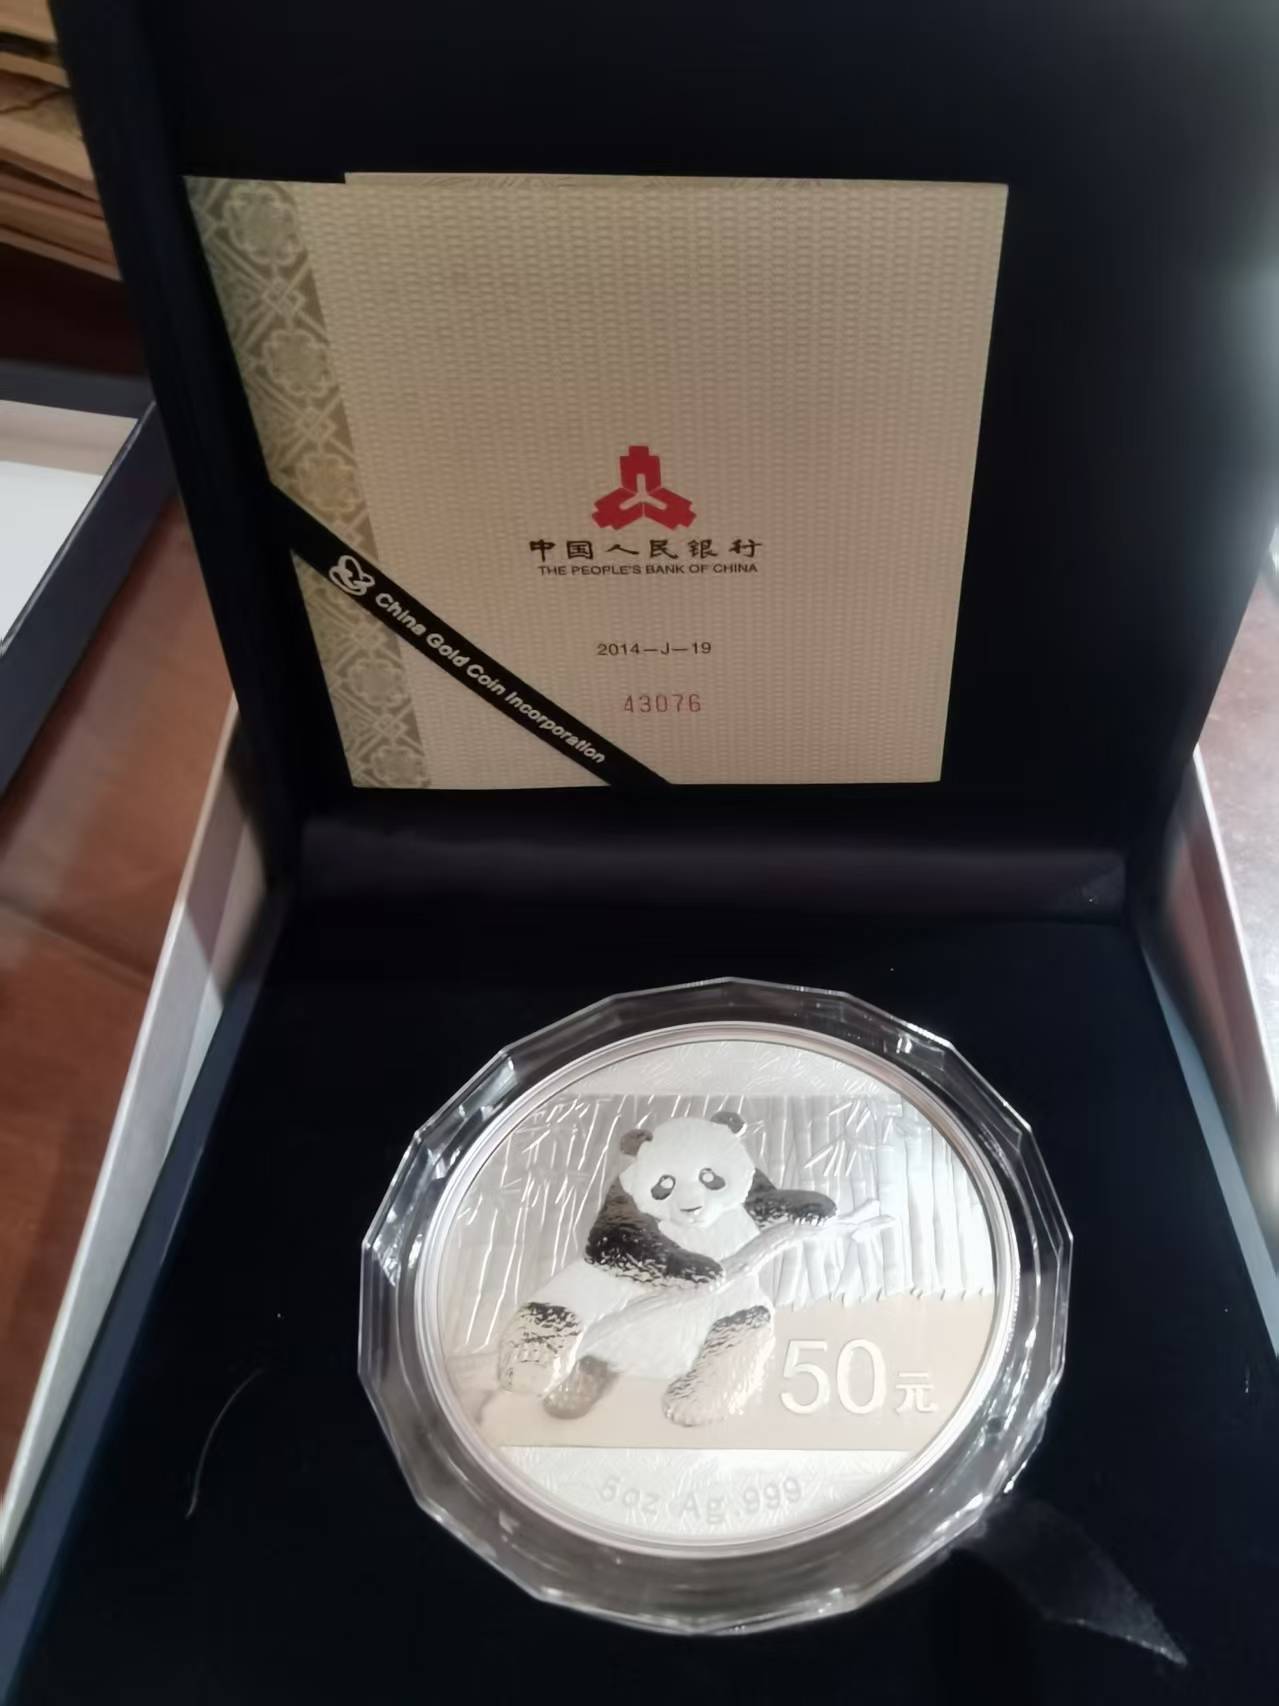 中国人民银行
THE PEOPLE'S BANK OF CHINA
2014-J-19
43076
China Gold Coin Incorporation
50元
5oz Ag.999